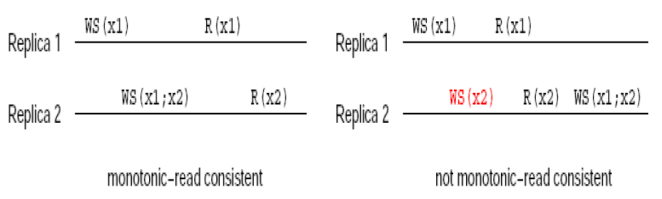 WS(x1) R(x1)
Replica 1
WS(x1;x2) R(x2)
Replica 2
monotonic-read consistent
WS(x1) R(x1)
Replica 1
WS(x2) R(x2) WS(x1;x2)
Replica 2
not monotonic-read consistent